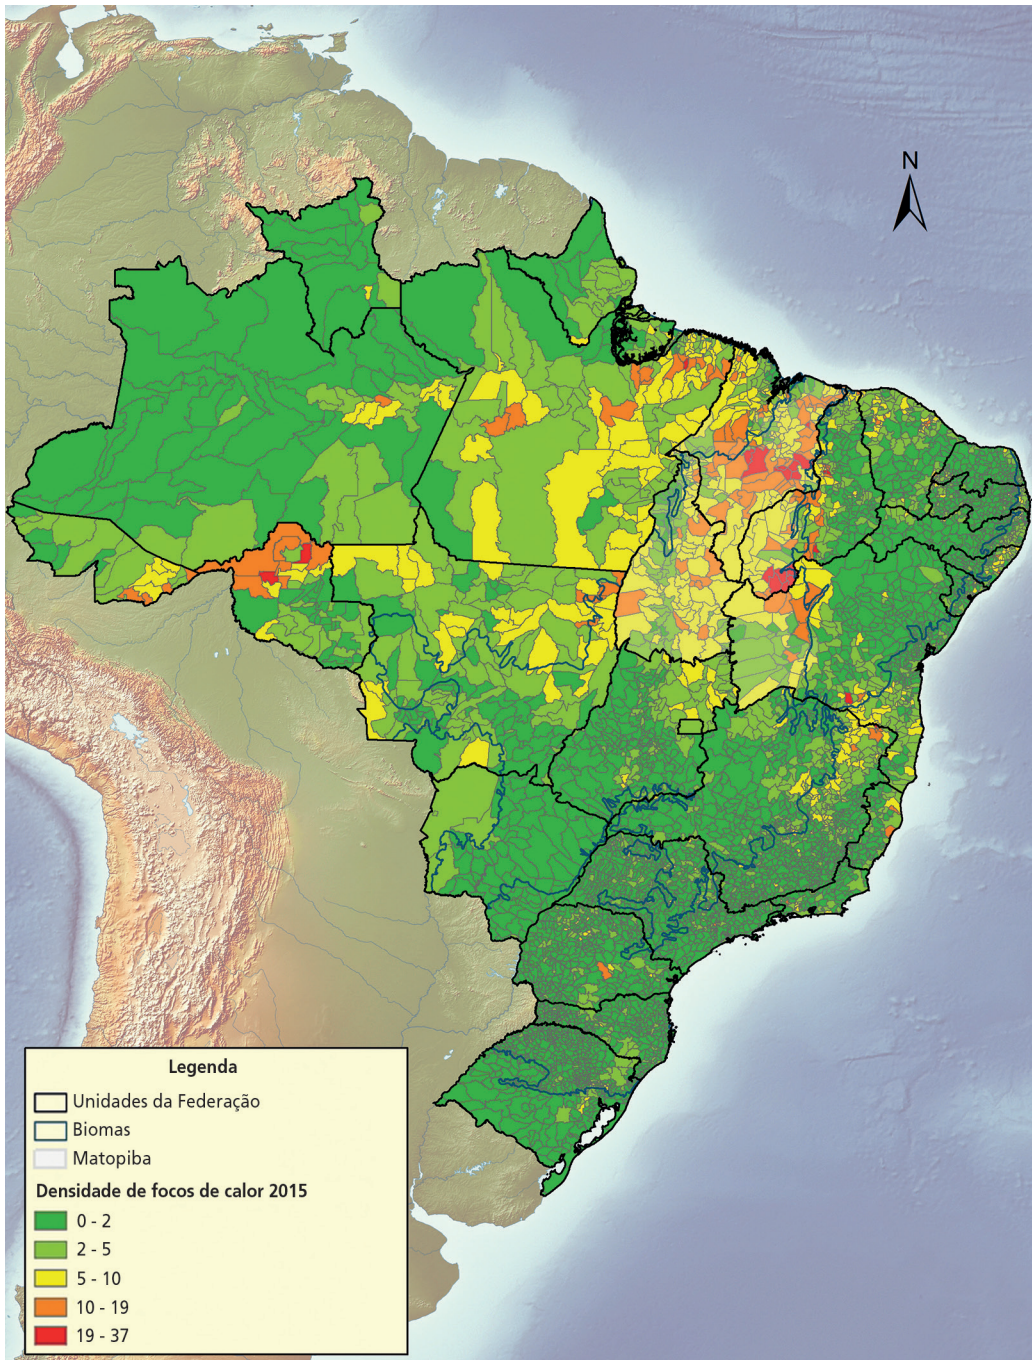 N
Legenda
Unidades da Federação
Biomas
Matopiba
Densidade de focos de calor 2015
0 - 2
2 - 5
5 - 10
10 - 19
19 - 37